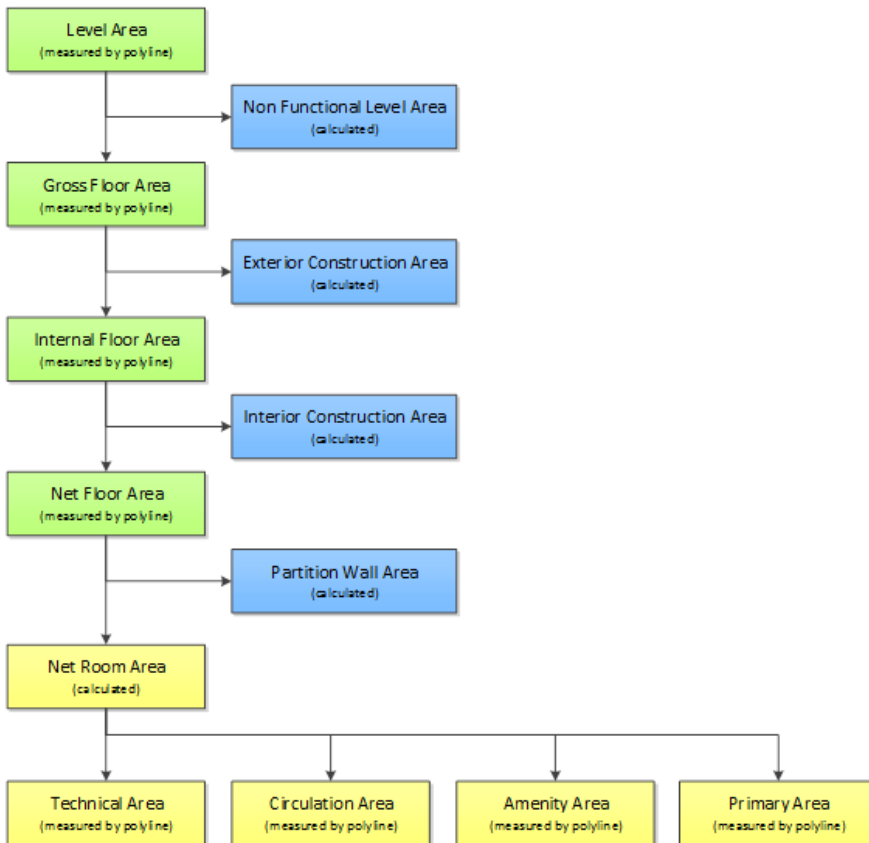 Level Area
(measured by polyline)
Non Functional Level Area
(calculated)
Gross Floor Area
(measured by polyline)
Exterior Construction Area
(calculated)
Internal Floor Area
(measured by polyline)
Interior Construction Area
(calculated)
Net Floor Area
(measured by polyline)
Partition Wall Area
(calculated)
Net Room Area
(calculated)
Technical Area
(measured by polyline)
Circulation Area
(measured by polyline)
Amenity Area
(measured by polyline)
Primary Area
(measured by polyline)